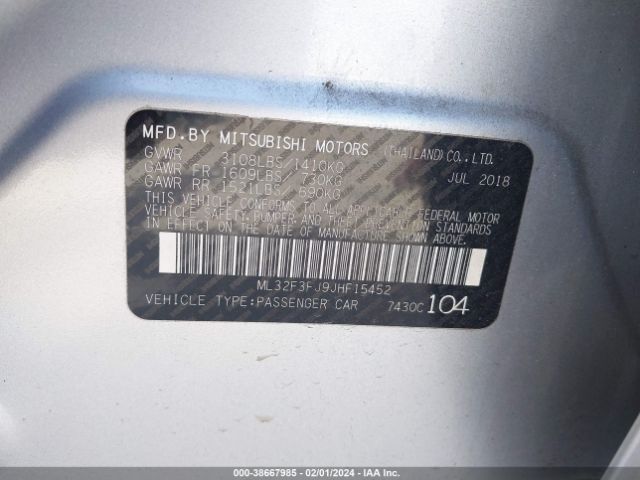 MFD.BY MITSUBISHI MOTORS (THAILAND)CO.,LTD.
GVWR 3108LBS 1410KG JUL 2018
GAWR FR 1609LBS 730KG
GAWR RR 1521LBS 690KG
THIS VEHICLE CONFORMS TO ALL APPLICABLE FEDERAL MOTOR
VEHICLE SAFETY,BUMPER AND THEFT PREVENTION STANDARDS
IN EFFECT ON THE DATE OF MANUFACTURE SHOWN ABOVE.
ML32F3FJ9JHF15452
VEHICLE TYPE:PASSENGER CAR 7430C 104
000-38667985 - 02/01/2024 - IAA Inc.